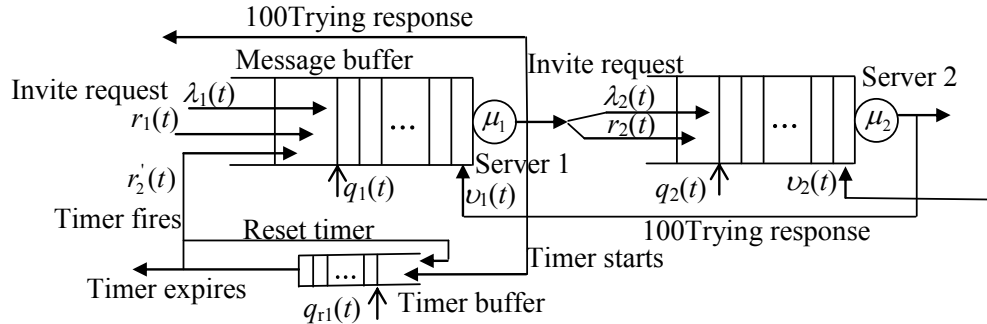 100Trying response
Message buffer
Invite request
Invite request
Server 2
λ1(t)
λ2(t)
r1(t)
r2(t)
...
...
μ1
μ2
Server 1
r2'(t)
q1(t)
υ1(t)
q2(t)
υ2(t)
Timer fires
Reset timer
100Trying response
Timer starts
...
Timer expires
qr1(t)
Timer buffer